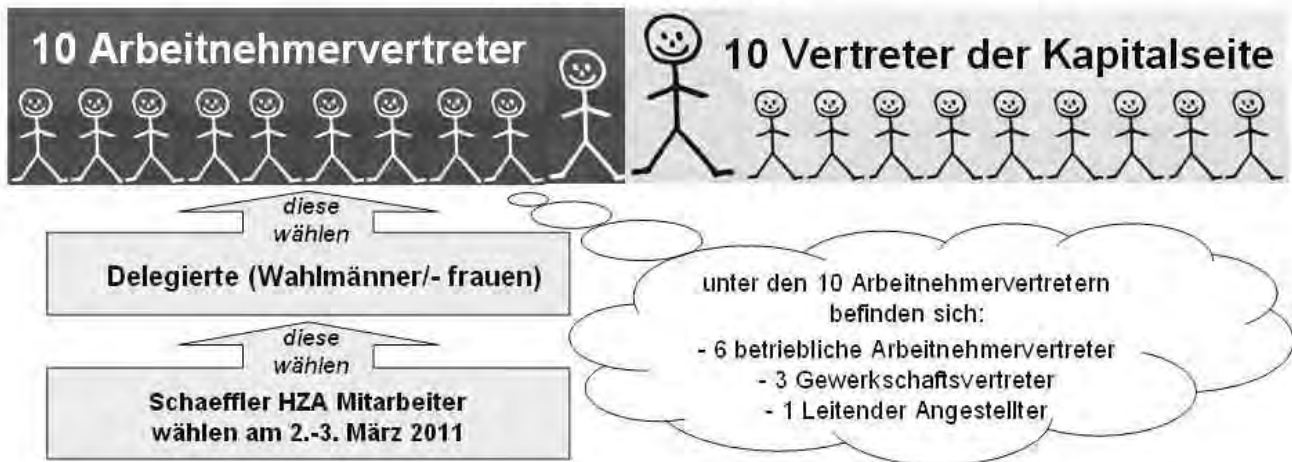 10 Arbeitnehmervertreter
10 Vertreter der Kapitalseite
diese
wählen
Delegierte (Wahlmänner/- frauen)
diese
wählen
Schaeffler HZA Mitarbeiter
wählen am 2.-3. März 2011
unter den 10 Arbeitnehmervertretern
befinden sich:
- 6 betriebliche Arbeitnehmervertreter
- 3 Gewerkschaftsvertreter
- 1 Leitender Angestellter